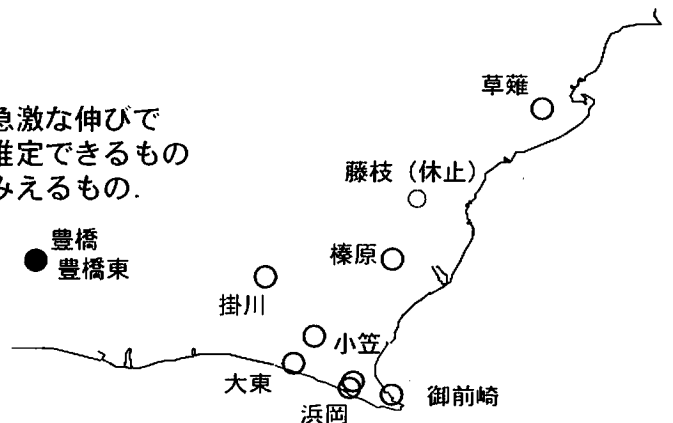 草薙
急激な伸びで
推定できるもの
みえるもの.
藤枝（休止）
豊橋
豊橋東
榛原
掛川
小笠
大東
浜岡
御前崎